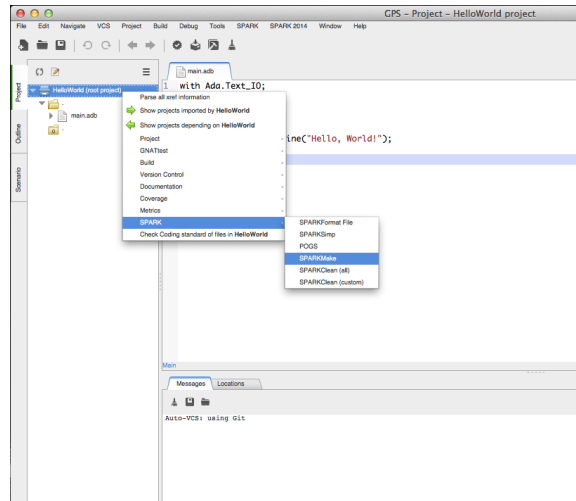 GPS - Project - HelloWorld project
File Edit Navigate VCS Project Build Debug Tools SPARK SPARK 2014 Window Help
Project
Outline
Scenario
HelloWorld (root project)
.
main.adb
.
main.adb
1 with Ada.Text_IO;
ine("Hello, World!");
Parse all xref information
Show projects imported by HelloWorld
Show projects depending on HelloWorld
Project
GNATtest
Build
Version Control
Documentation
Coverage
Metrics
SPARK
Check Coding standard of files in HelloWorld
SPARKFormat File
SPARKSimp
POGS
SPARKMake
SPARKClean (all)
SPARKClean (custom)
Main
Messages Locations
Auto-VCS: using Git